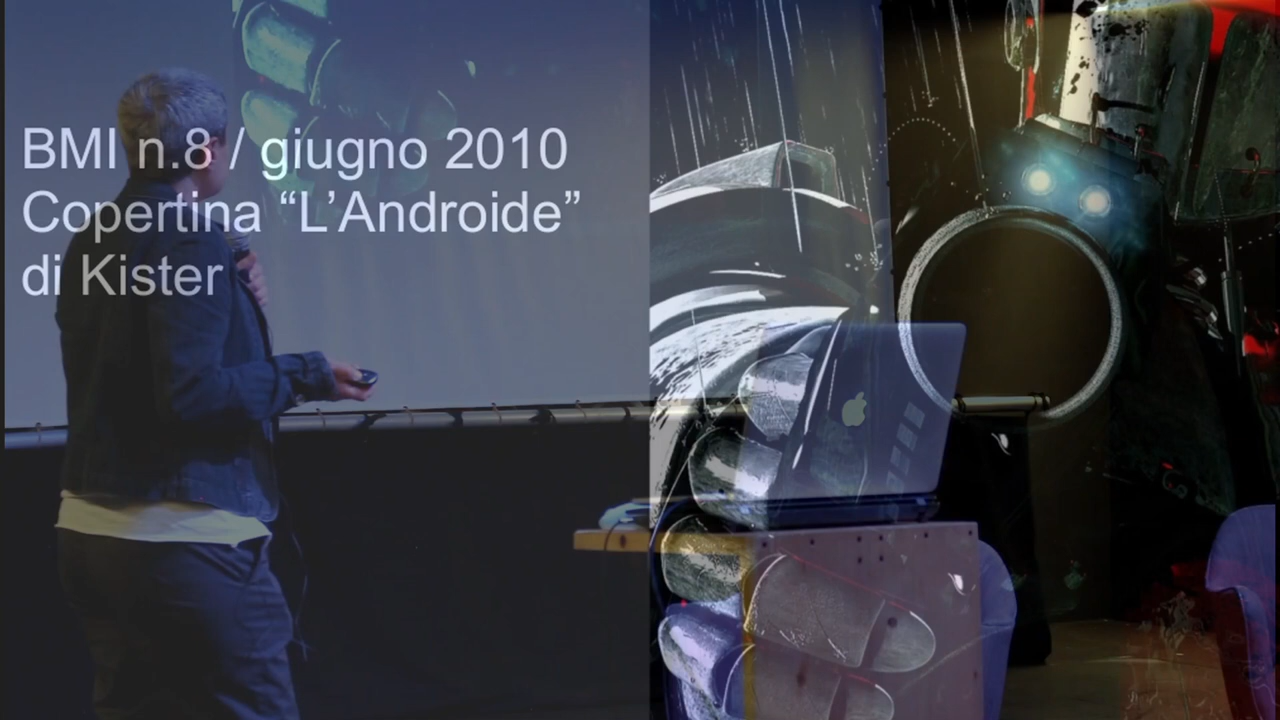 BMI n.8 / giugno 2010
Copertina “L’Androide”
di Kister